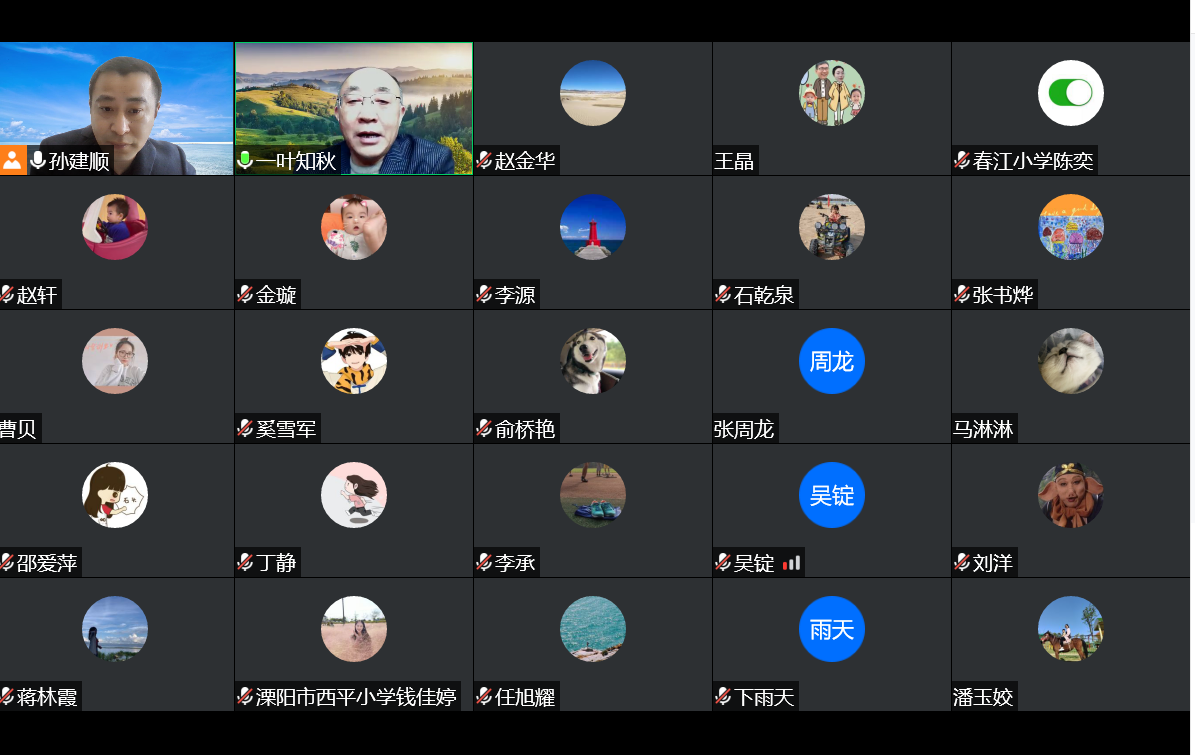 孙建顺
一叶知秋
赵金华
王晶
春江小学陈奕
赵轩
金璇
李源
石乾泉
张书烨
曹贝
奚雪军
俞桥艳
周龙
张周龙
马淋淋
邵爱萍
丁静
李承
吴锭
吴锭
刘洋
蒋林霞
溧阳市西平小学钱佳婷
任旭耀
雨天
下雨天
潘玉姣